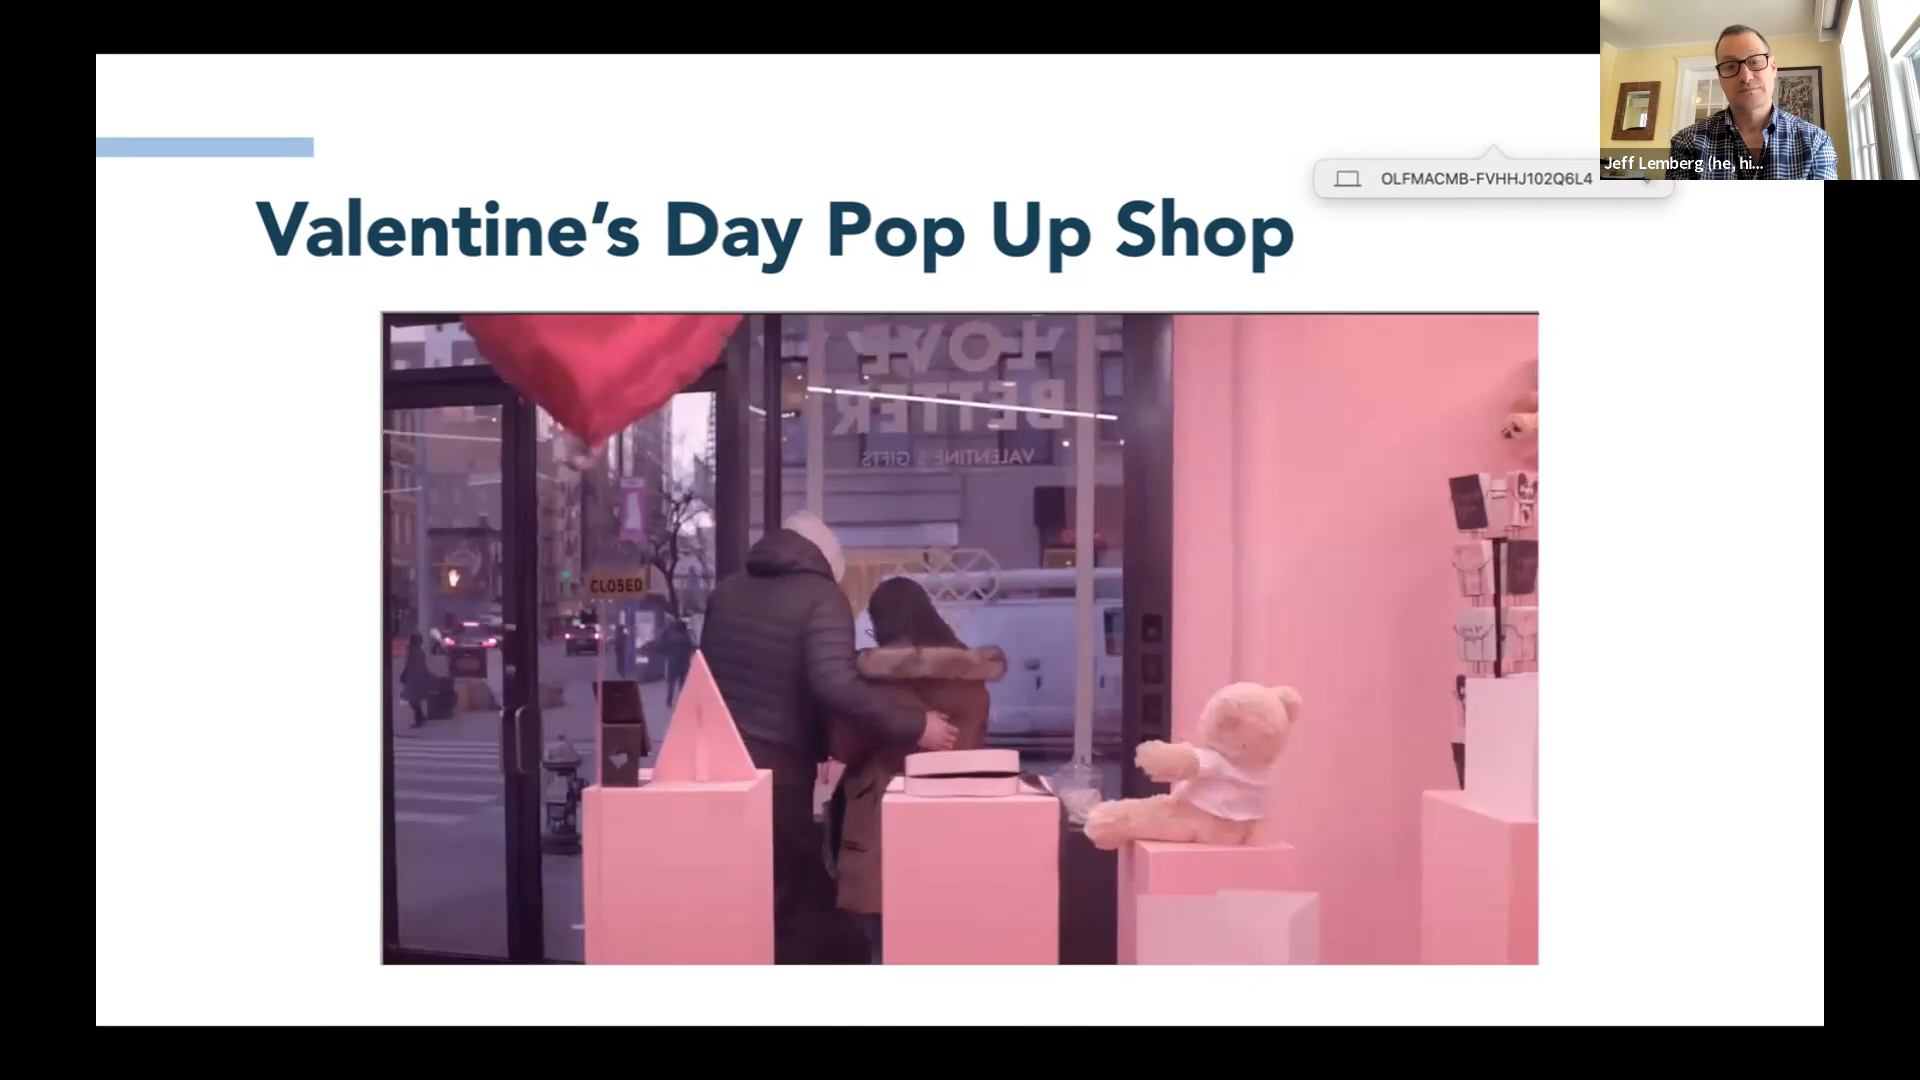 Jeff Lemberg (he, hi...
OLFMACMB-FVHHJ102Q6L4
Valentine’s Day Pop Up Shop
LOVE
BETTER
VALENTINE'S GIFTS
CLOSED